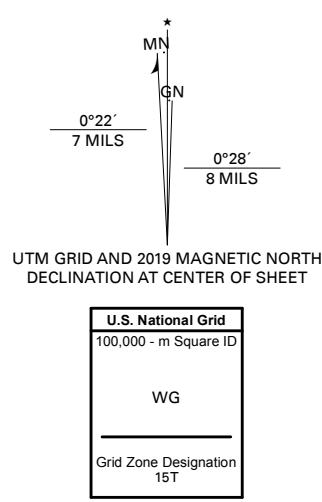 MN
GN
0°22´
7 MILS
0°28´
8 MILS
UTM GRID AND 2019 MAGNETIC NORTH
DECLINATION AT CENTER OF SHEET
U.S. National Grid
100,000 - m Square ID
WG
Grid Zone Designation
15T